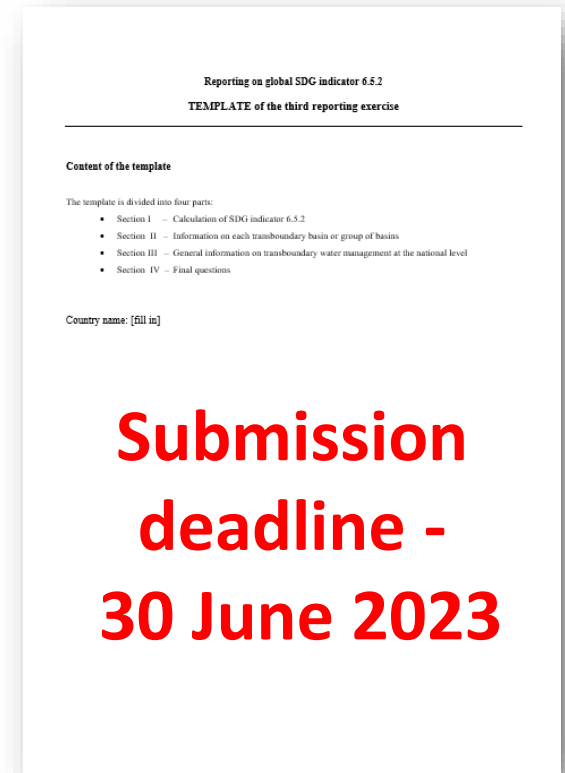 Reporting on global SDG indicator 6.5.2
TEMPLATE of the third reporting exercise
Content of the template
The template is divided into four parts:
• Section I – Calculation of SDG indicator 6.5.2
• Section II – Information on each transboundary basin or group of basins
• Section III – General information on transboundary water management at the national level
• Section IV – Final questions
Country name: [fill in]
Submission
deadline -
30 June 2023